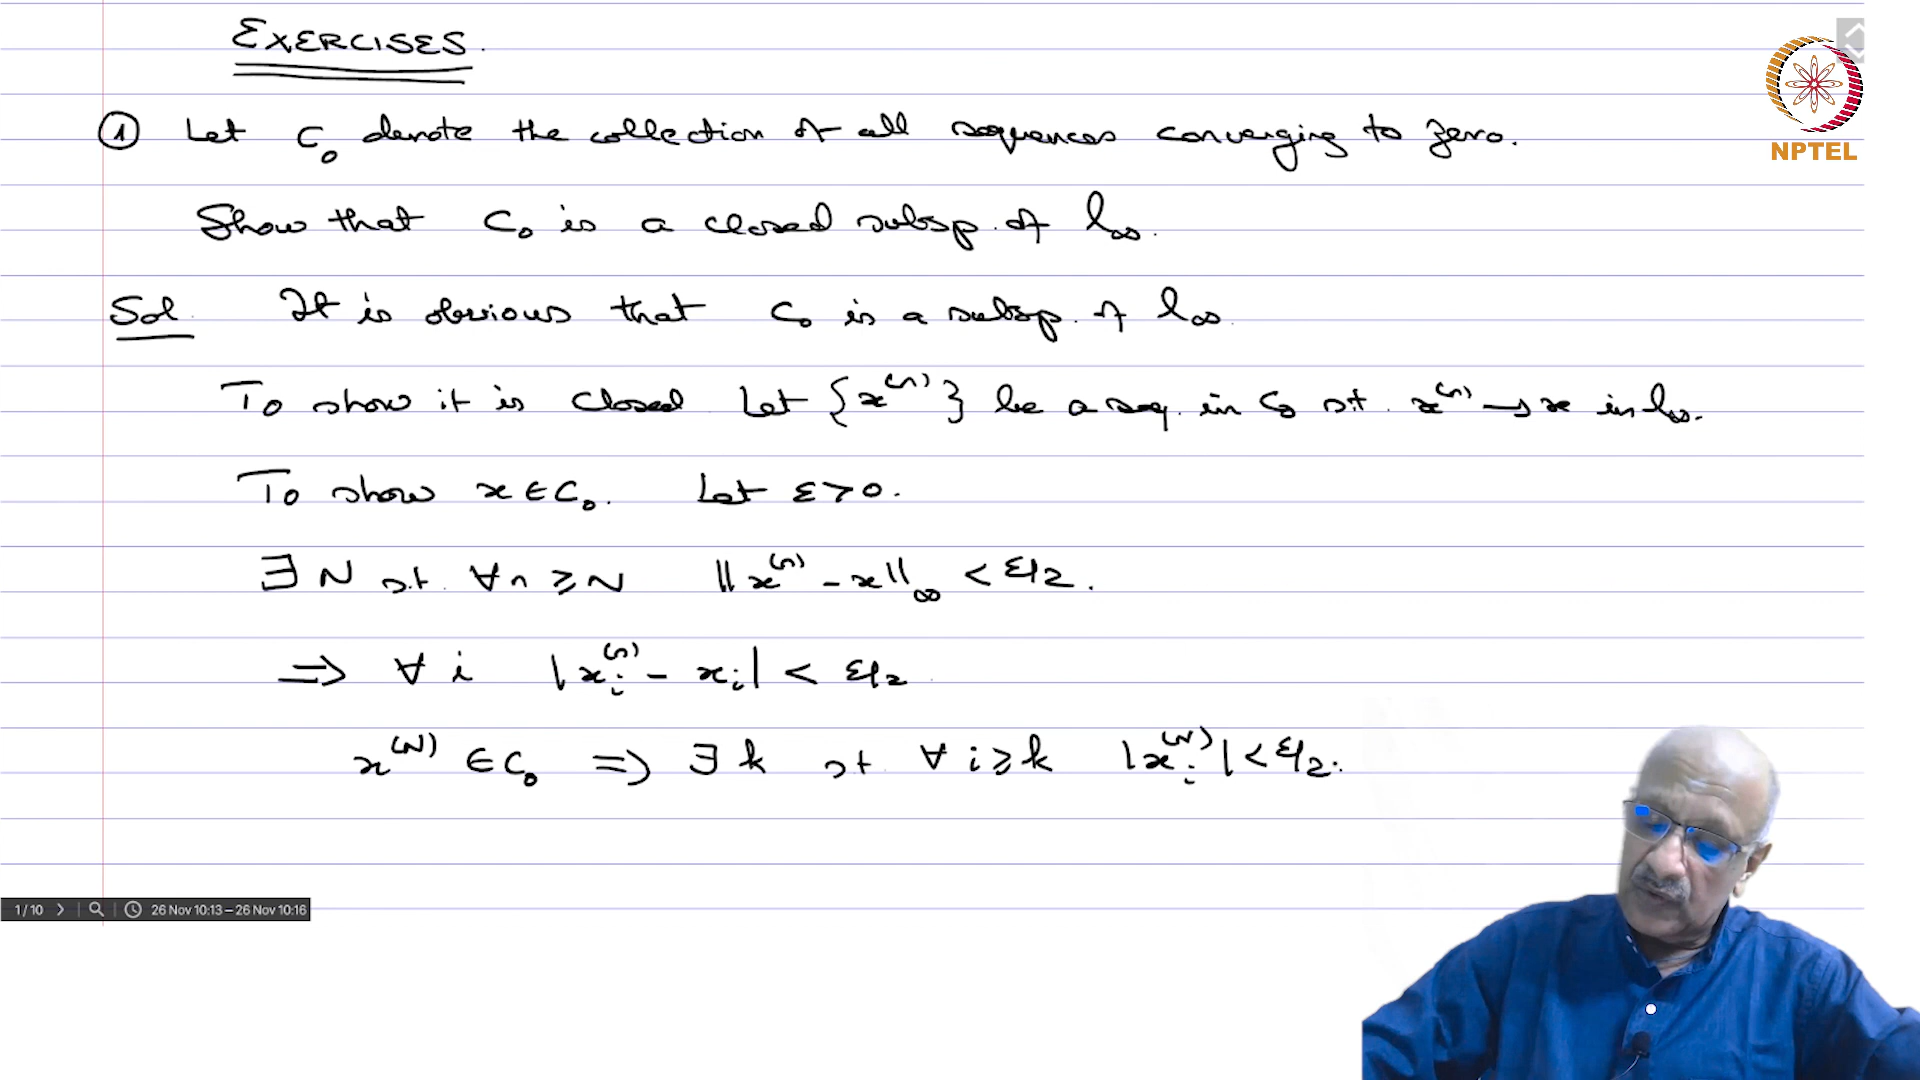 EXERCISES.
① Let C₀ denote the collection of all sequences converging to zero.
Show that C₀ is a closed subsp. of l∞.
Sol. It is obvious that C₀ is a subsp. of l∞.
To show it is closed Let {x⁽ⁿ⁾} be a seq. in C₀ s.t. x⁽ⁿ⁾ → x in l∞.
To show x ∈ C₀. Let ε > 0.
∃ N s.t. ∀ n ≥ N ‖x⁽ⁿ⁾ - x‖∞ < ε/2.
⇒ ∀ i |xᵢ⁽ⁿ⁾ - xᵢ| < ε/2
x⁽ᴺ⁾ ∈ C₀ ⇒ ∃ k s.t. ∀ i ≥ k |xᵢ⁽ᴺ⁾| < ε/2.
NPTEL
1/10 26 Nov 10:13 – 26 Nov 10:16